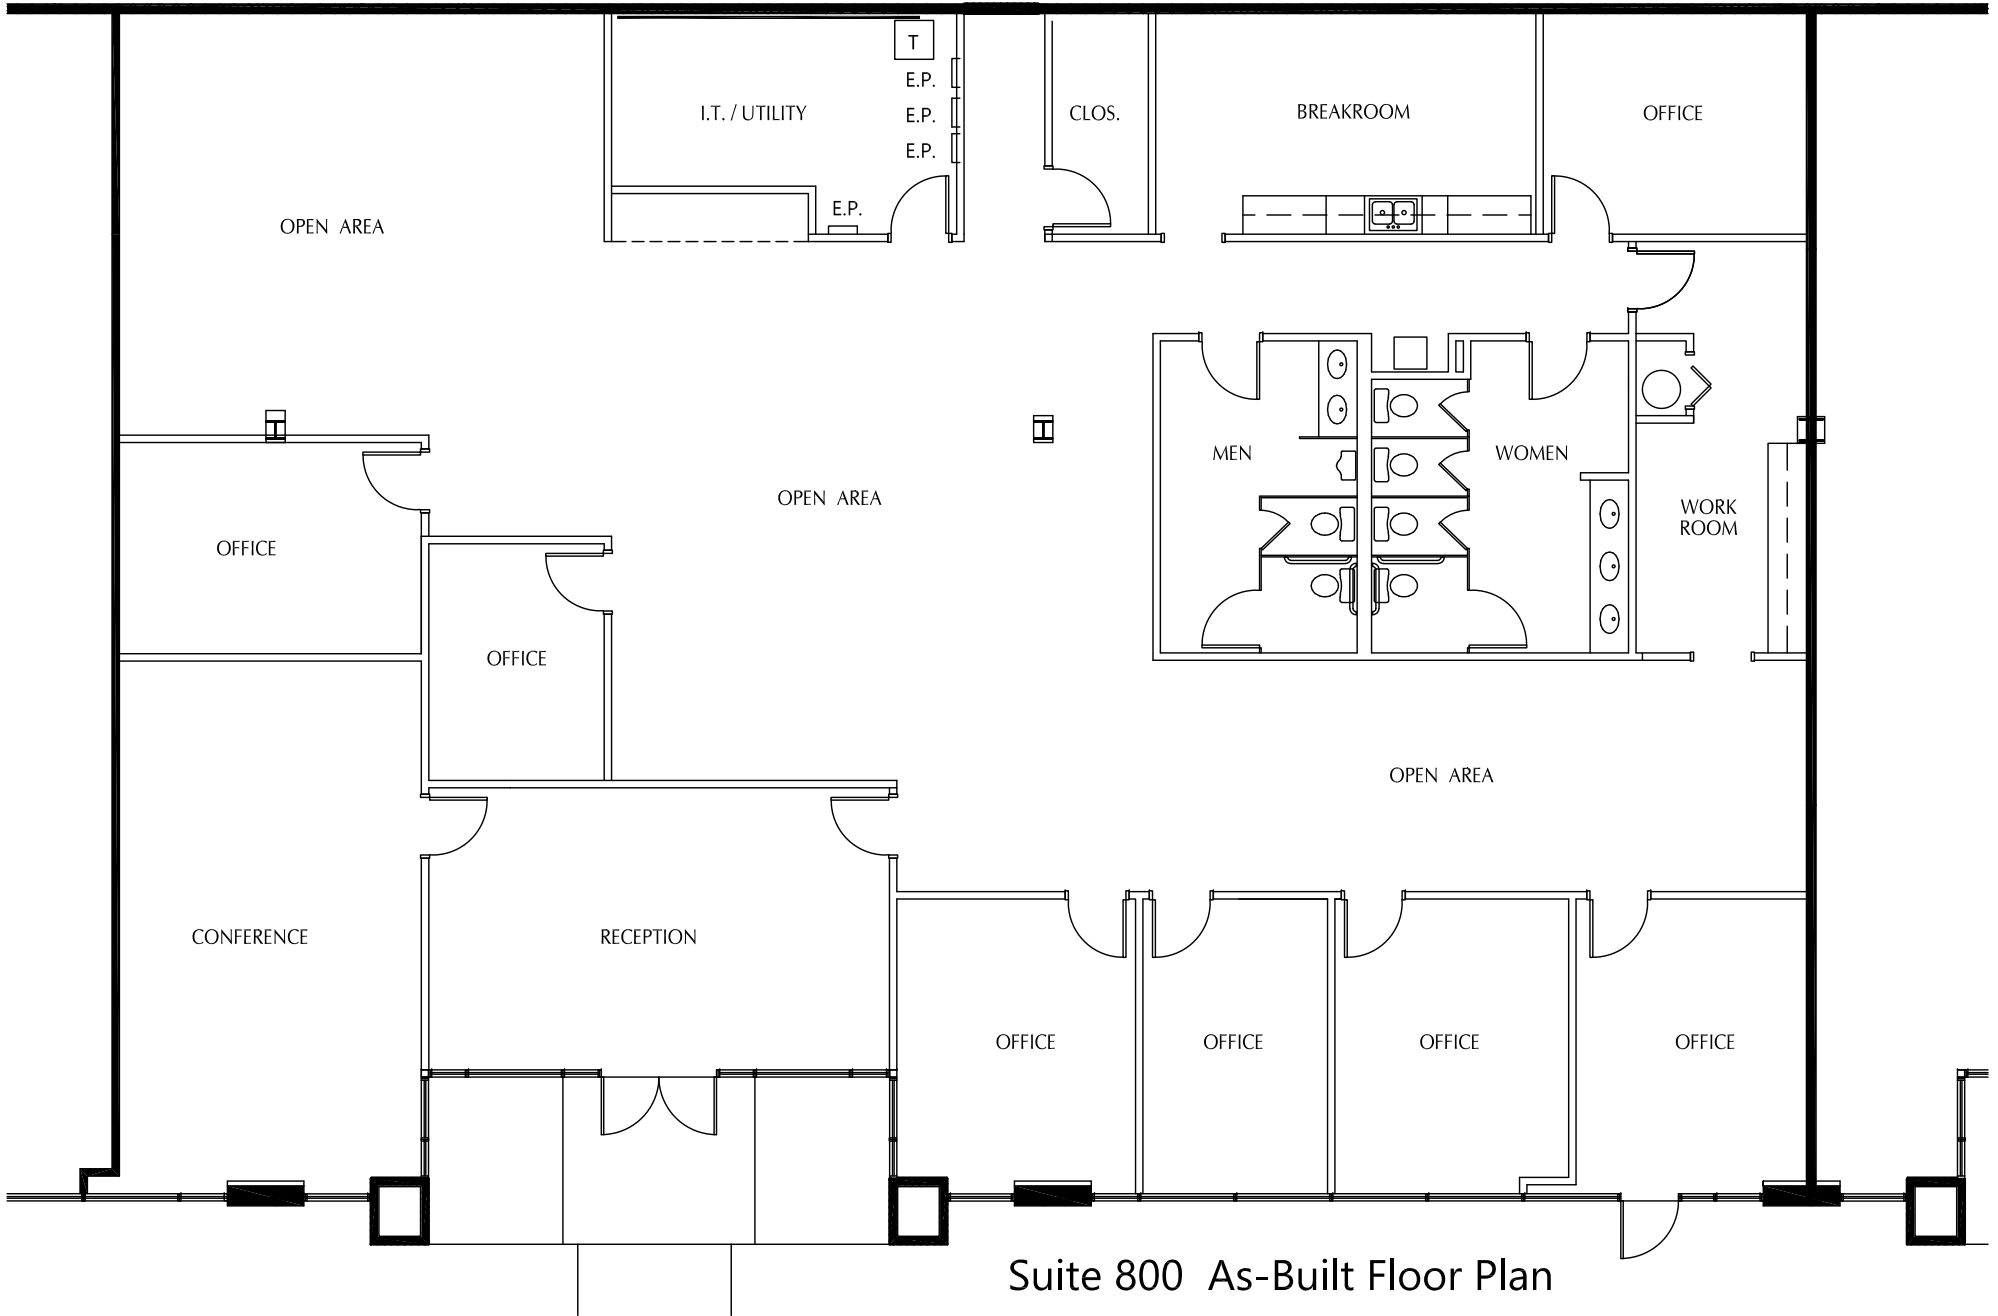 T
E.P.
I.T. / UTILITY
E.P.
CLOS.
BREAKROOM
OFFICE
E.P.
E.P.
OPEN AREA
MEN
WOMEN
OPEN AREA
WORK
ROOM
OFFICE
OFFICE
OPEN AREA
CONFERENCE
RECEPTION
OFFICE
OFFICE
OFFICE
OFFICE
Suite 800 As-Built Floor Plan